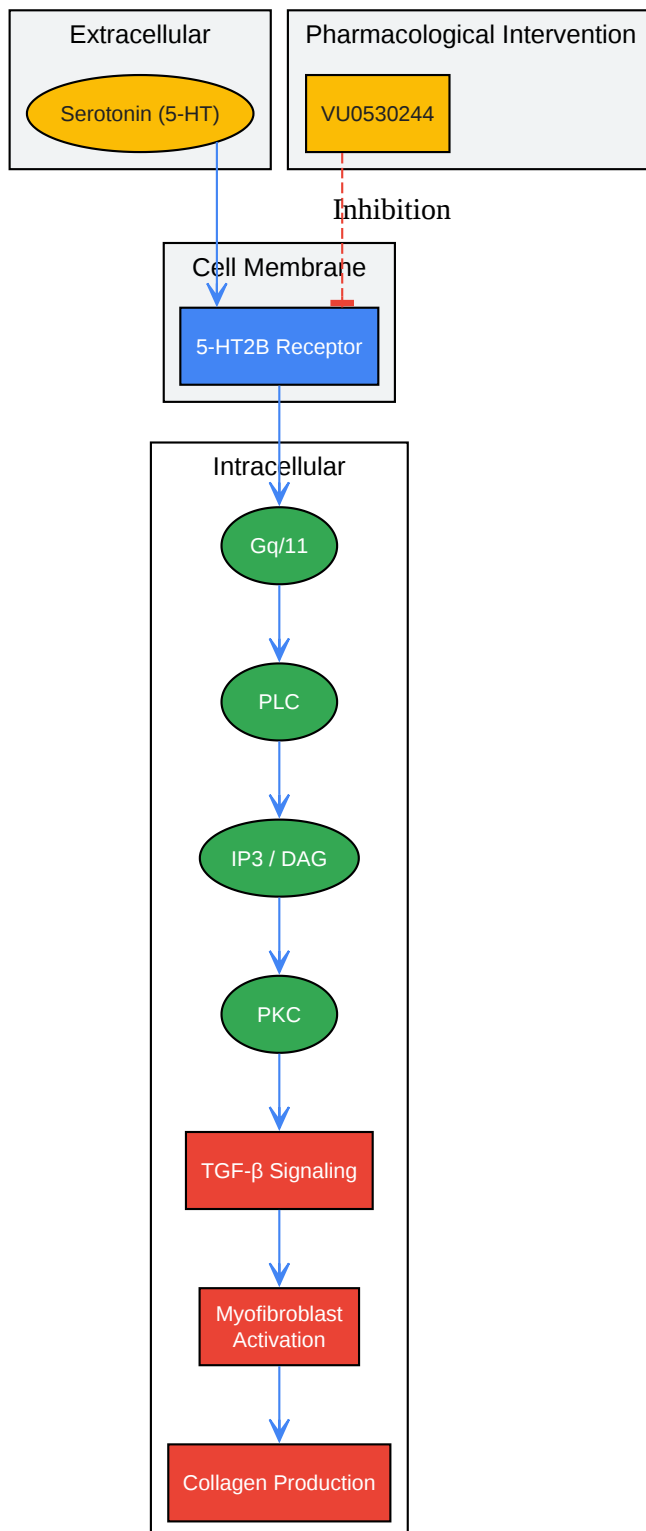 Extracellular
Pharmacological Intervention
Serotonin (5-HT)
VU0530244
Inhibition
Cell Membrane
5-HT2B Receptor
Intracellular
Gq/11
PLC
IP3 / DAG
PKC
TGF-β Signaling
Myofibroblast
Activation
Collagen Production